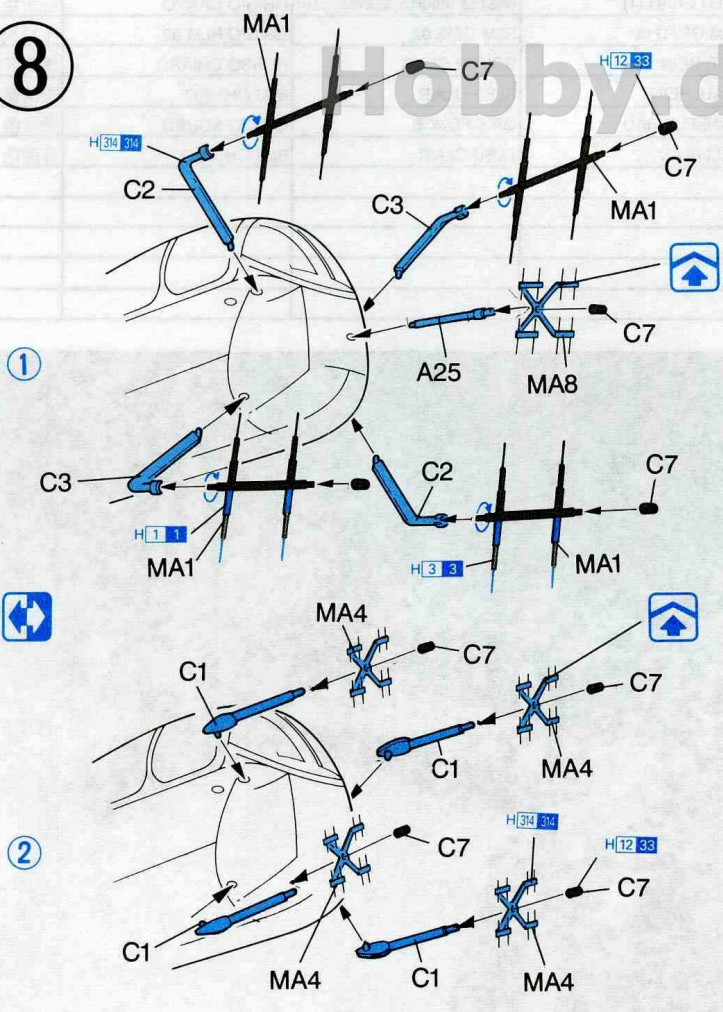 8
MA1
C7
Hobby.d
H 12 33
H 314 314
C2
C3
MA1
C7
1
A25
MA8
C7
C3
H 1 1
MA1
C2
H 3 3
C7
MA1
MA4
C7
C1
C1
MA4
C7
2
C1
MA4
C7
H 314 314
H 12 33
C7
C1
MA4